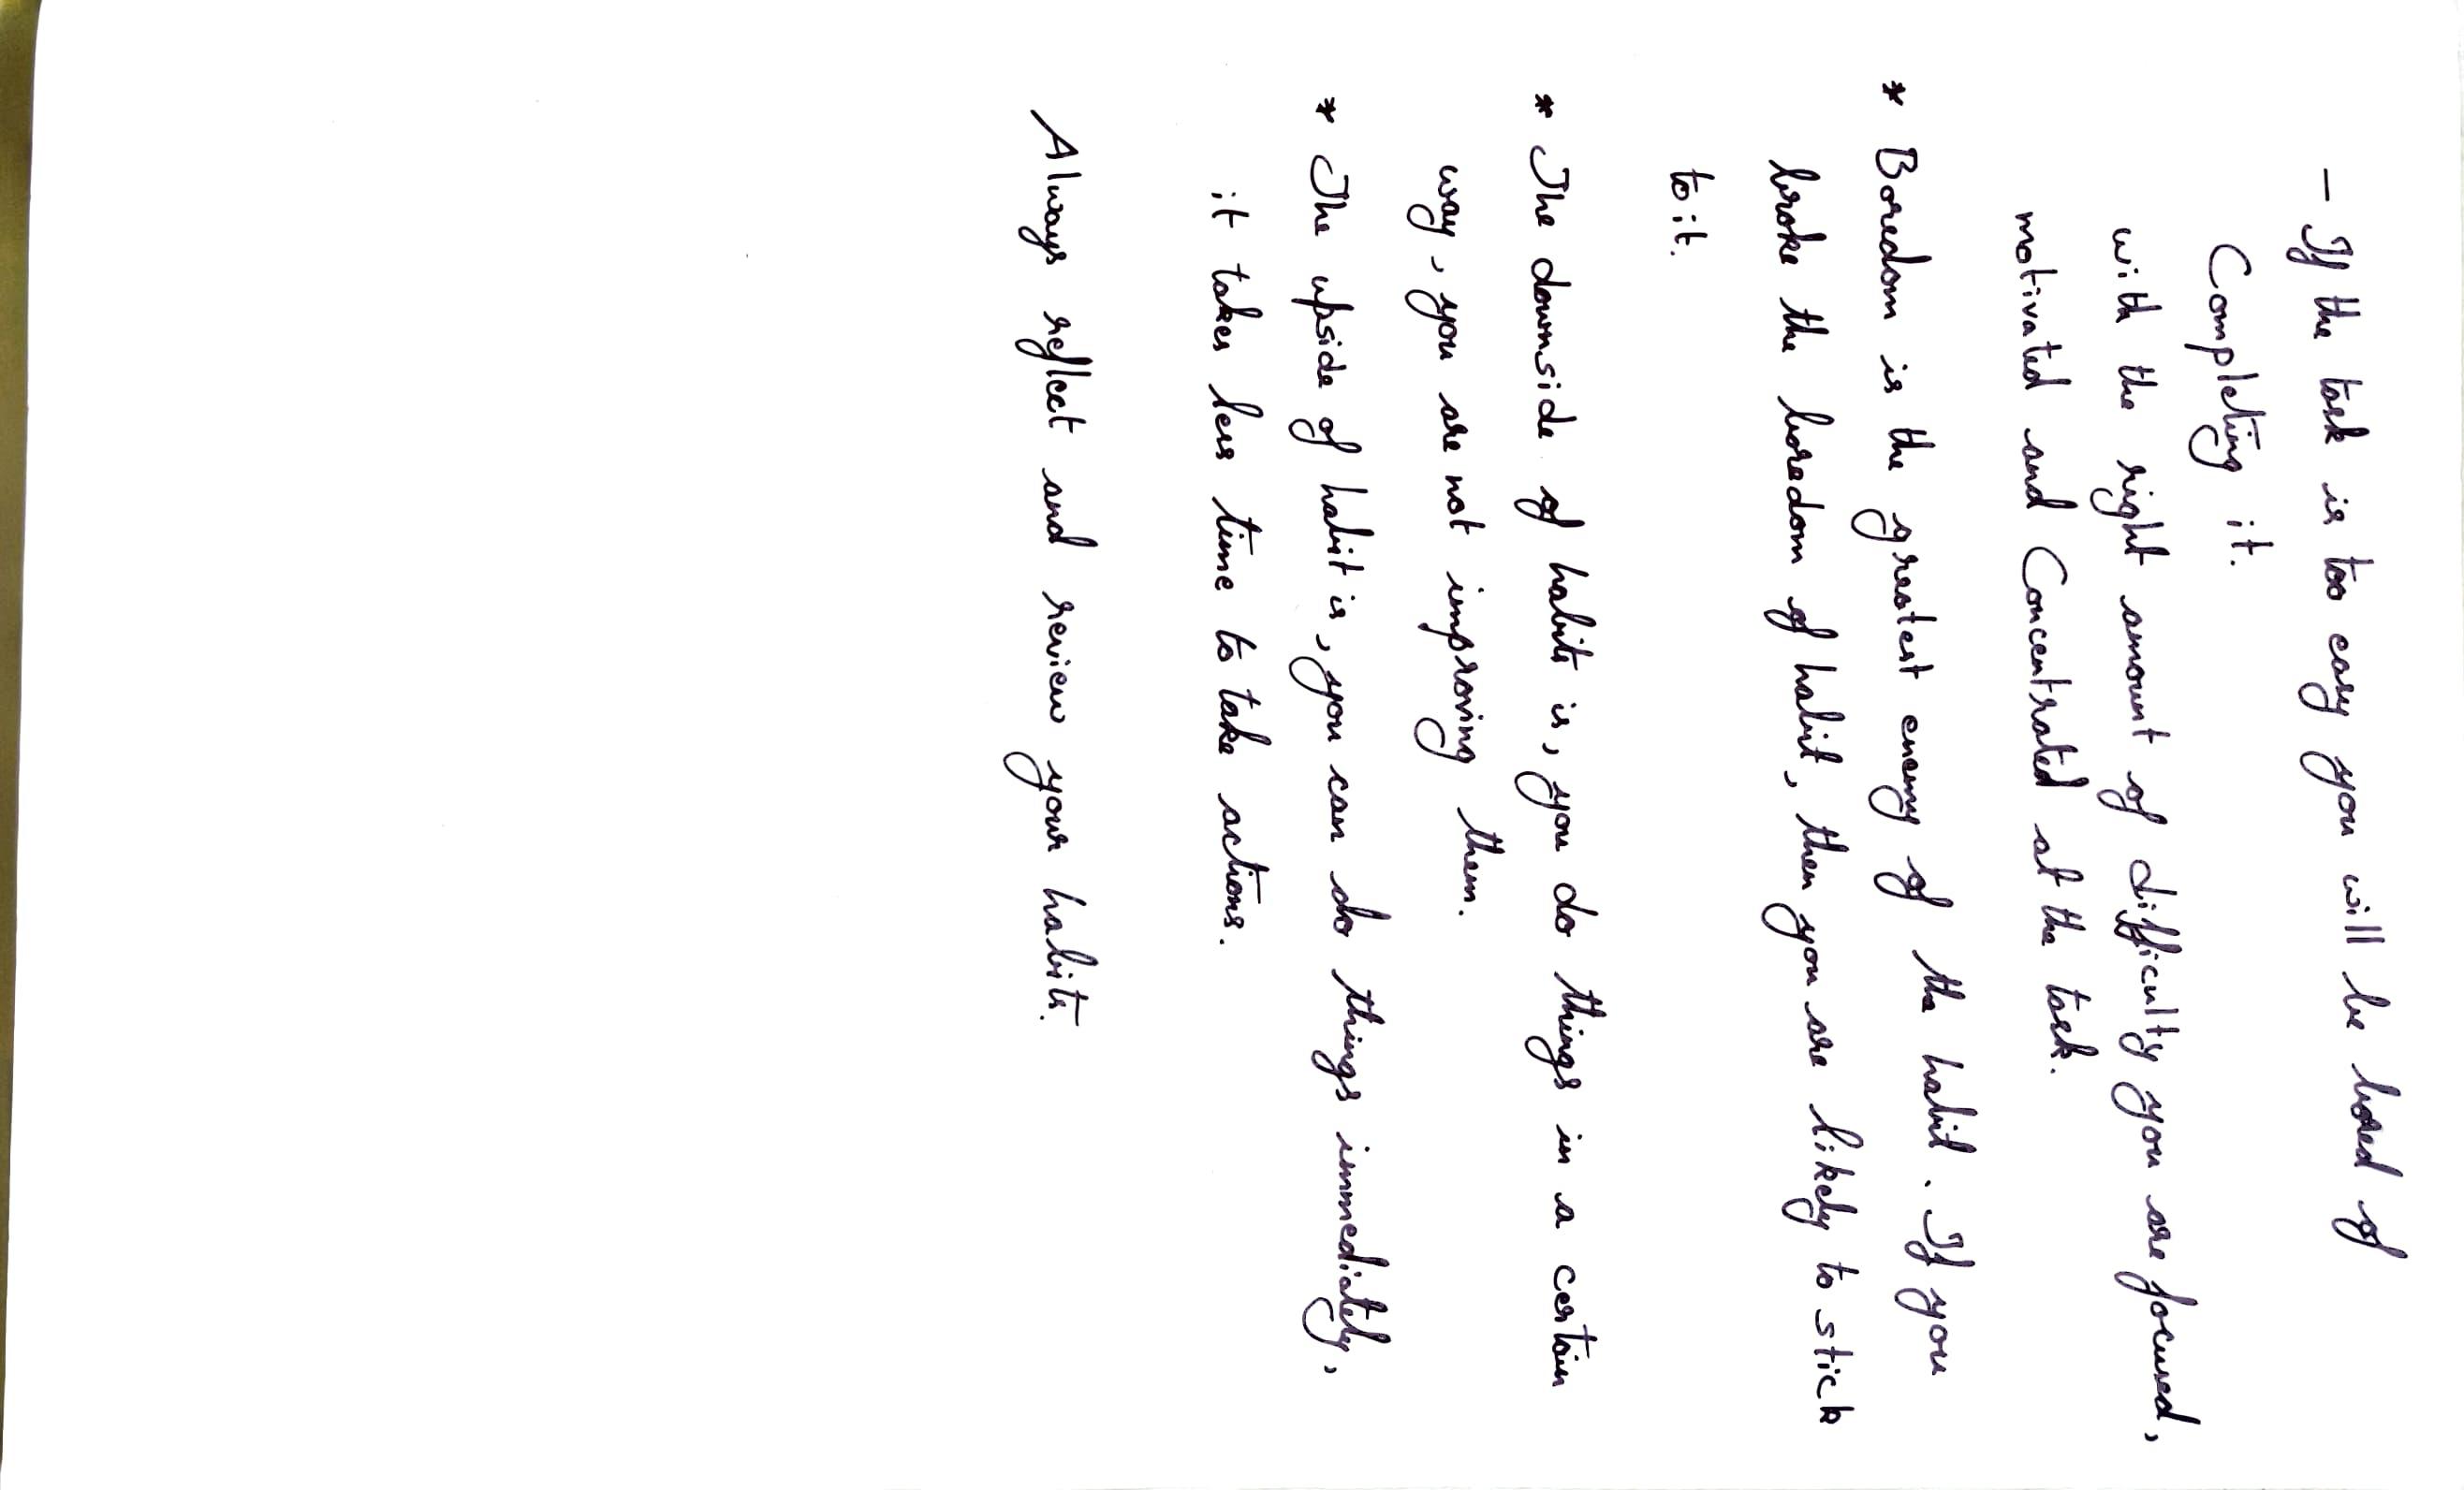 - If the task is too easy you will be bored of
Completing it.
with the right amount of difficulty you are focused,
motivated and Concentrated at the task.
* Boredom is the greatest enemy of the habit. If you
broke the boredom of habit, then you are likely to stick
to it.
* The downside of habits is, you do things in a certain
way, you are not improving them.
* The upside of habit is, you can do things immediately,
it takes less time to take actions.
Always reflect and review your habits.